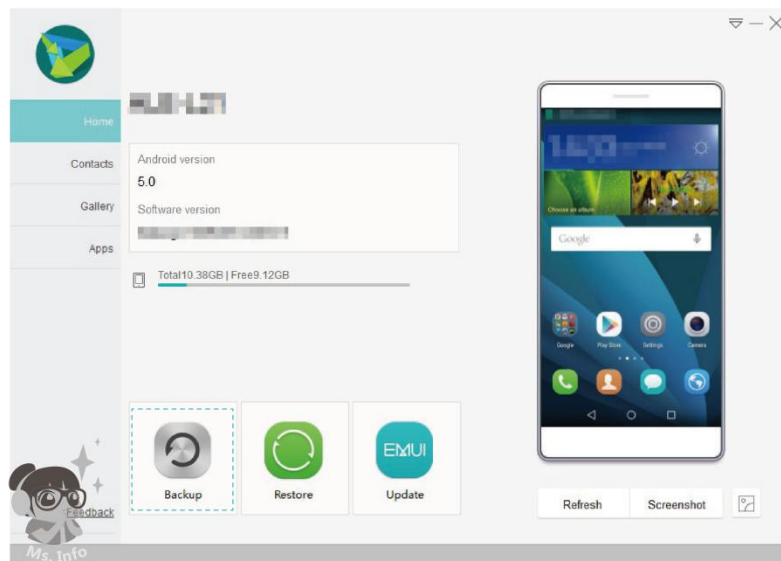 Home
Contacts
Gallery
Apps
Android version
5.0
Software version
Total10.38GB | Free9.12GB
Backup
Restore
EMUI
Update
Choose an album
Google
Google
Play Store
Settings
Camera
Refresh
Screenshot
Feedback
Ms. Info